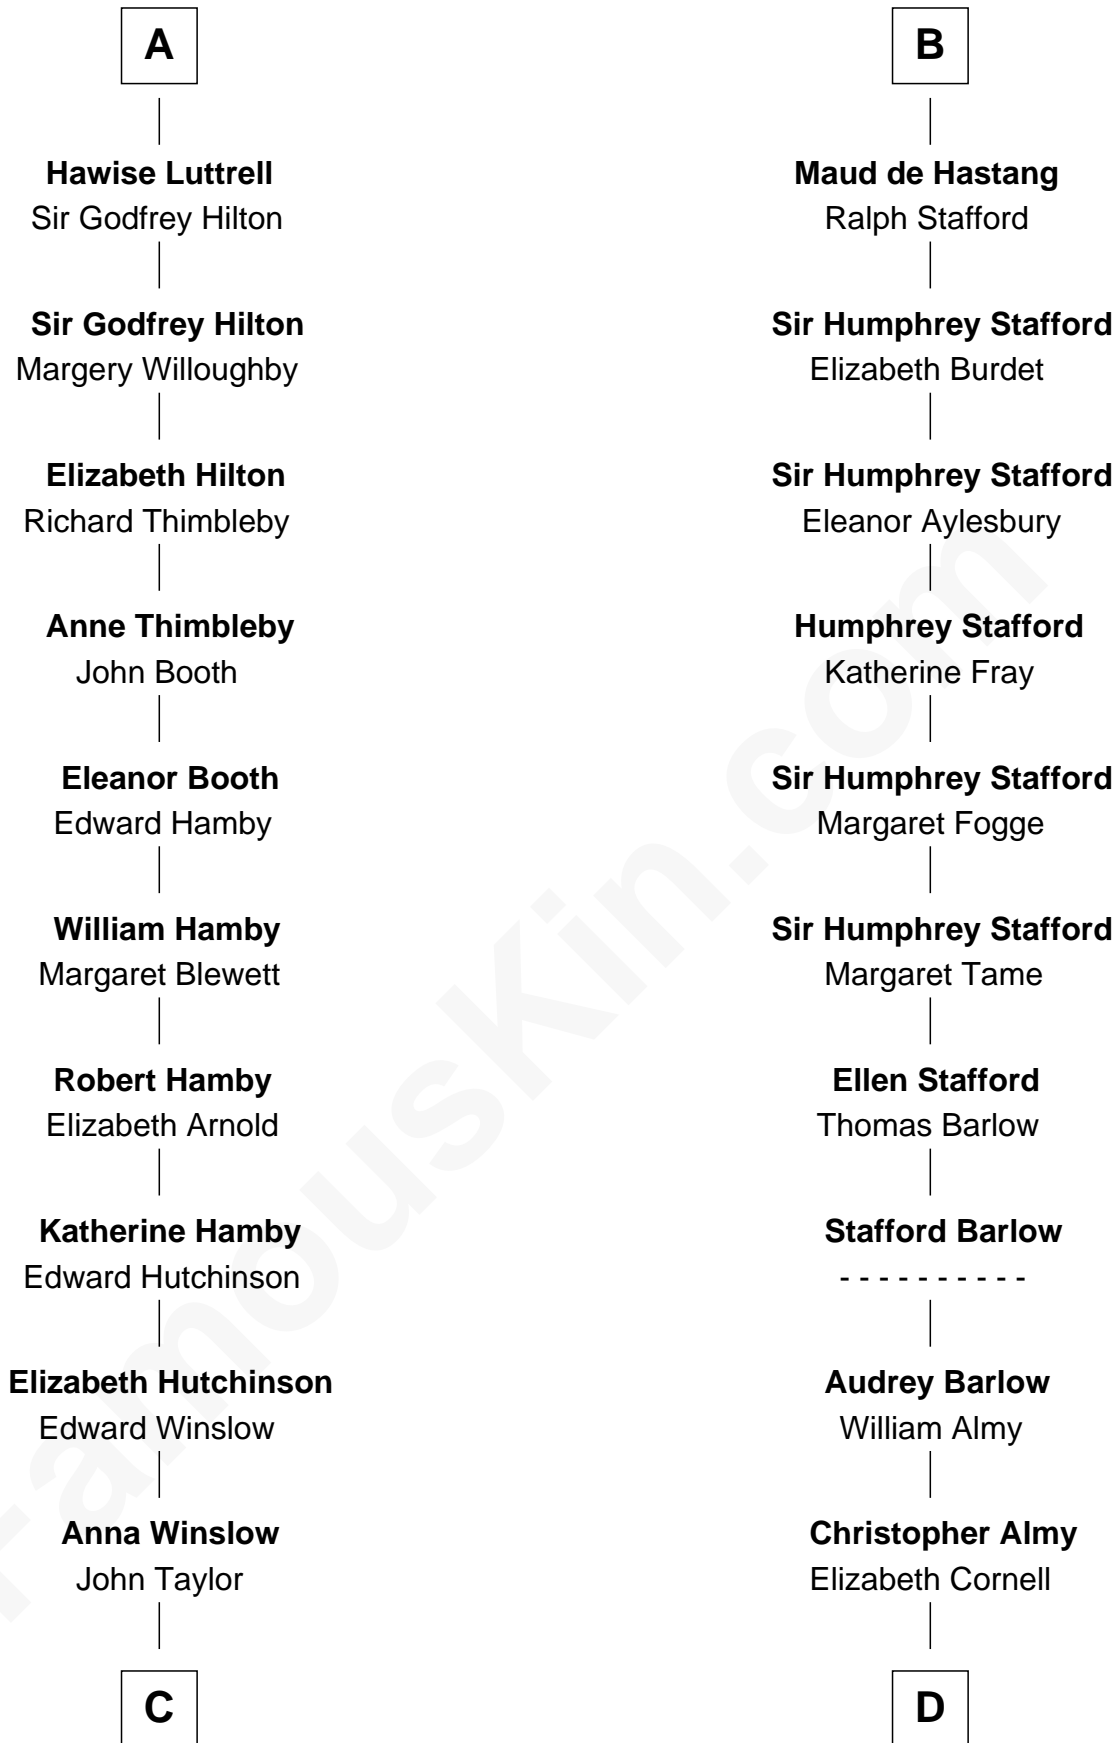 A
Hawise Luttrell
Sir Godfrey Hilton
Sir Godfrey Hilton
Margery Willoughby
Elizabeth Hilton
Richard Thimbleby
Anne Thimbleby
John Booth
Eleanor Booth
Edward Hamby
William Hamby
Margaret Blewett
Robert Hamby
Elizabeth Arnold
Katherine Hamby
Edward Hutchinson
Elizabeth Hutchinson
Edward Winslow
Anna Winslow
John Taylor
C
B
Maud de Hastang
Ralph Stafford
Sir Humphrey Stafford
Elizabeth Burdet
Sir Humphrey Stafford
Eleanor Aylesbury
Humphrey Stafford
Katherine Fray
Sir Humphrey Stafford
Margaret Fogge
Sir Humphrey Stafford
Margaret Tame
Ellen Stafford
Thomas Barlow
Stafford Barlow
- - - - - - - - - -
Audrey Barlow
William Almy
Christopher Almy
Elizabeth Cornell
D
FamousKin.com